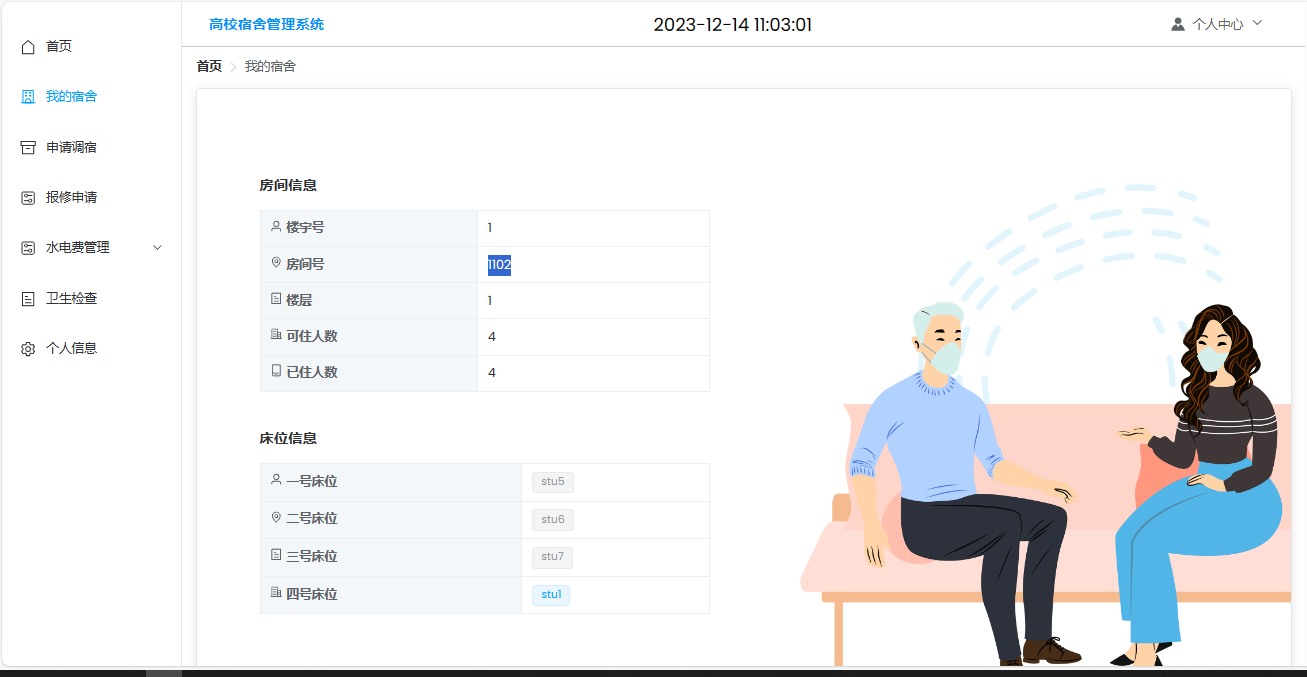 高校宿舍管理系统
2023-12-14 11:03:01
个人中心
首页
我的宿舍
申请调宿
报修申请
水电费管理
卫生检查
个人信息
首页 > 我的宿舍
房间信息
楼宇号 1
房间号 1102
楼层 1
可住人数 4
已住人数 4
床位信息
一号床位 stu5
二号床位 stu6
三号床位 stu7
四号床位 stu1